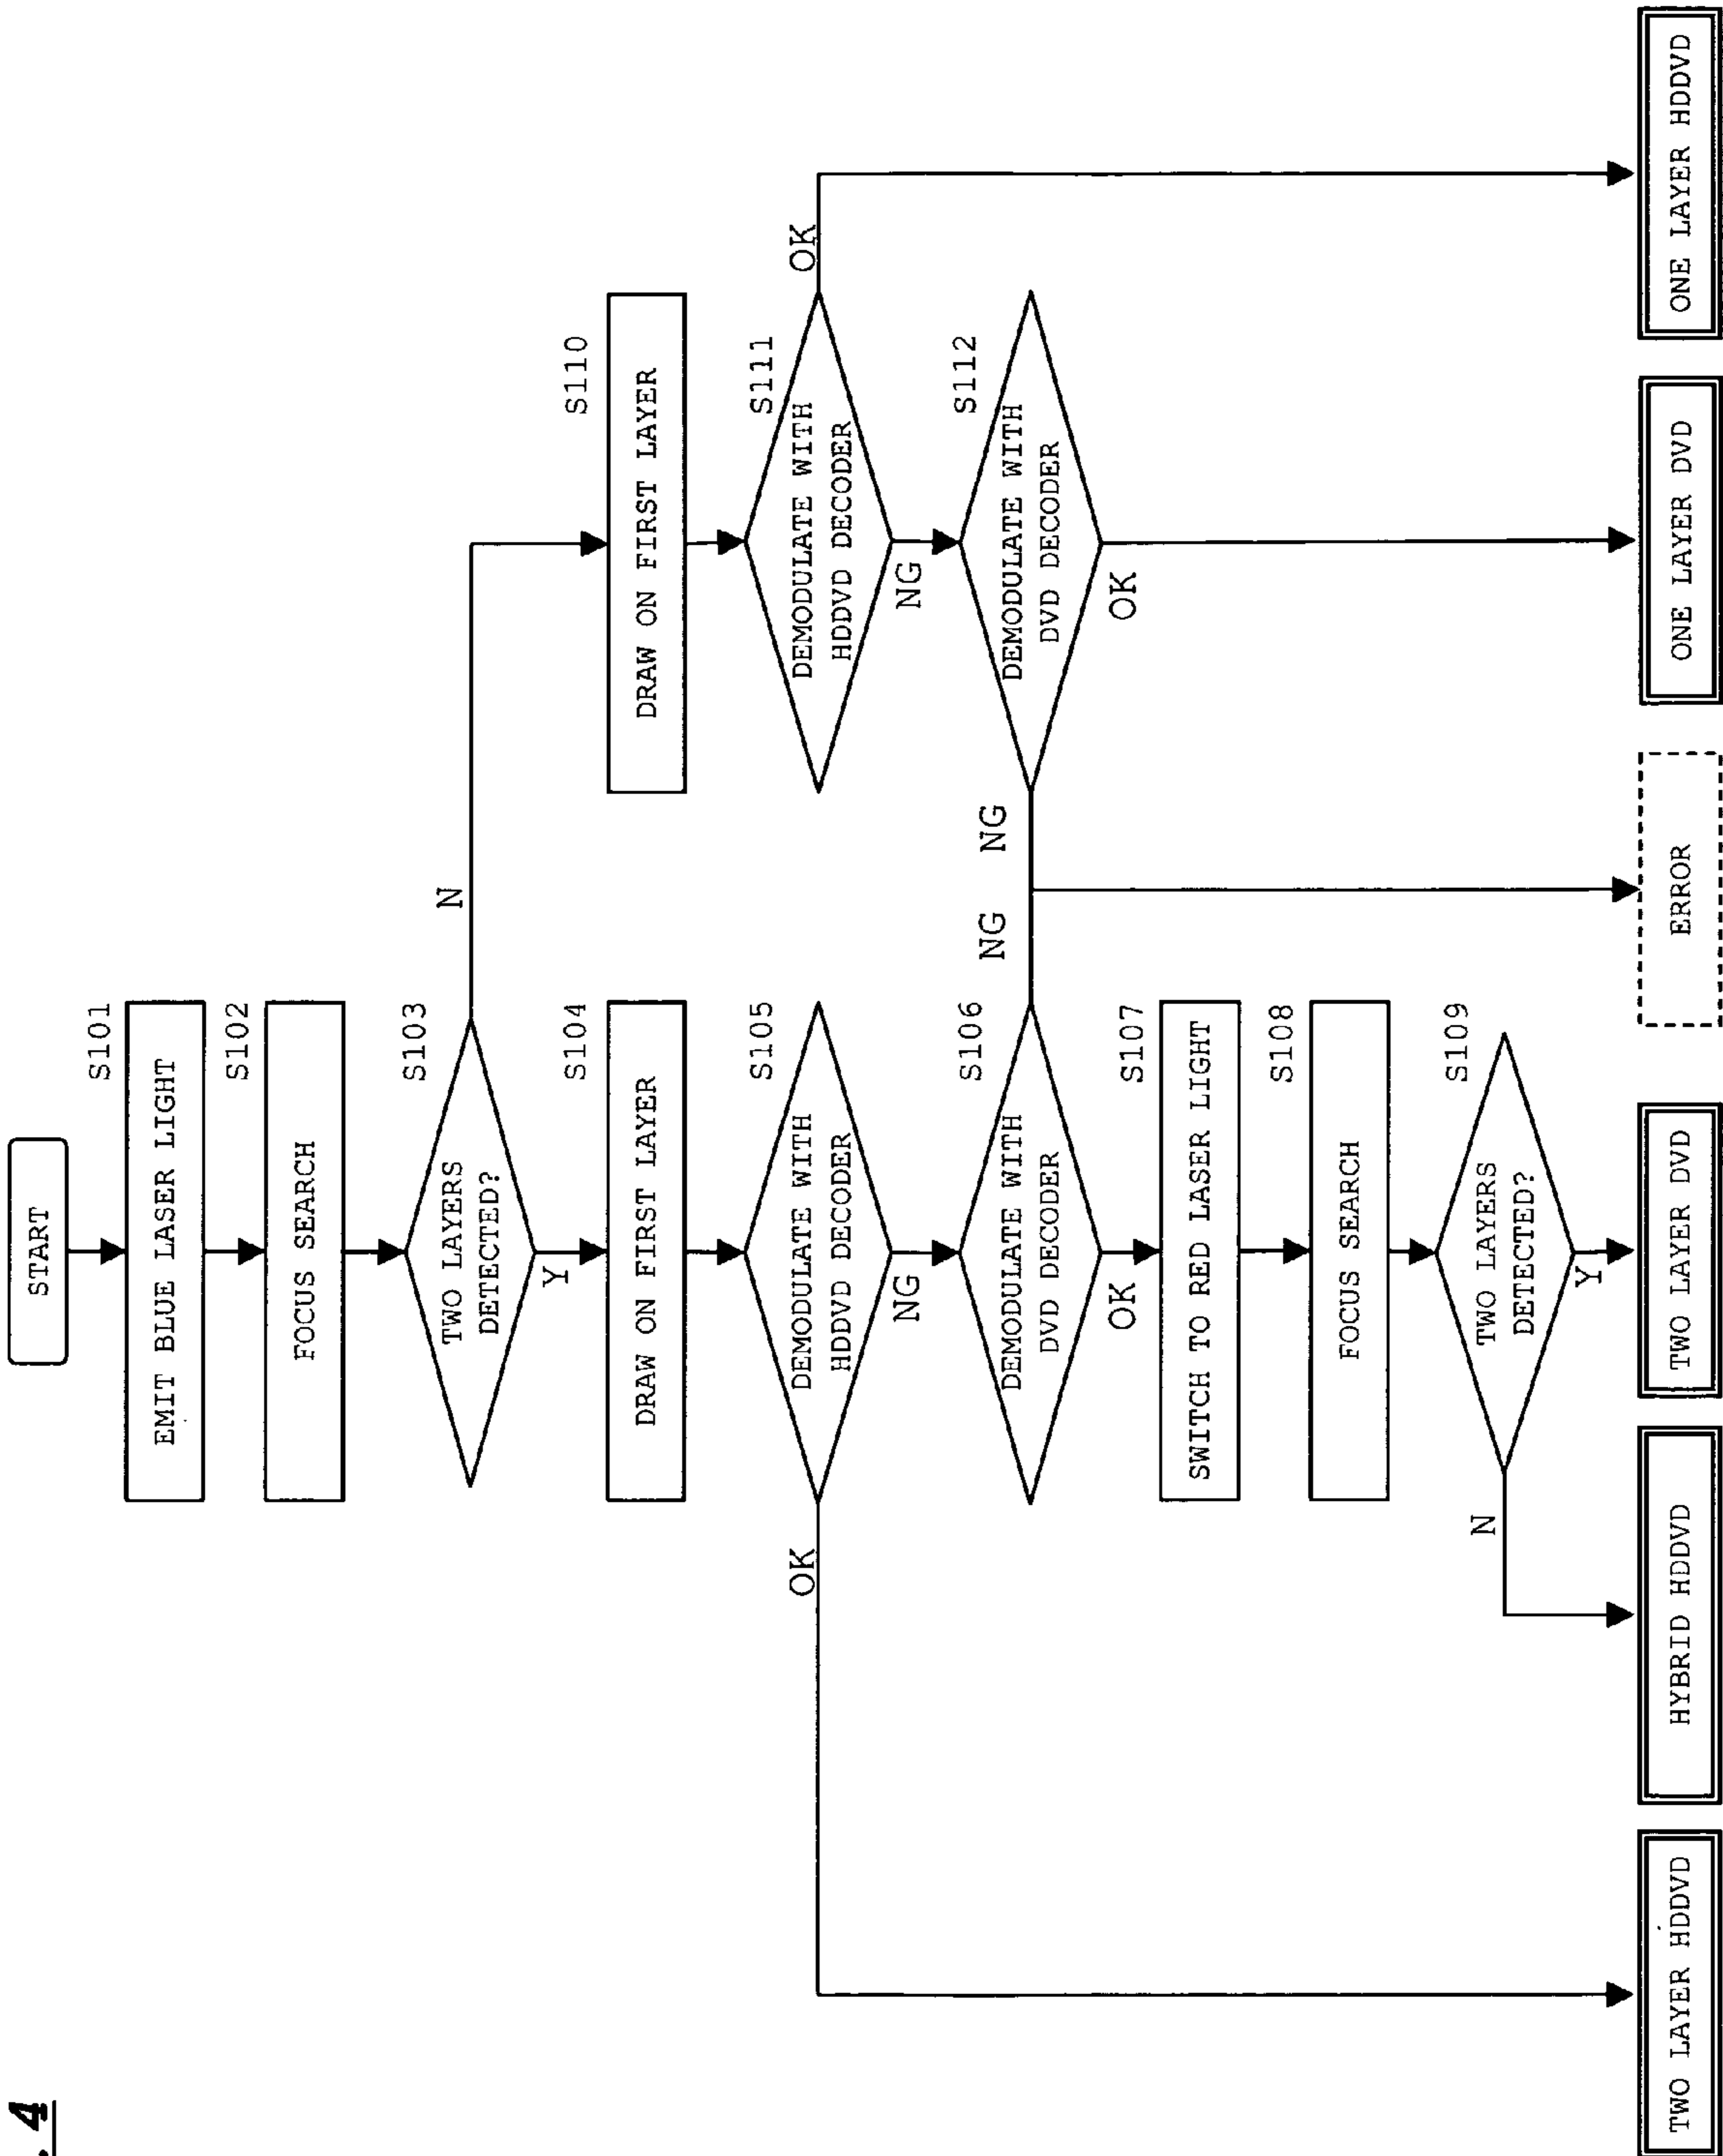 . 4
START
S101
EMIT BLUE LASER LIGHT
S102
FOCUS SEARCH
S103
TWO LAYERS
DETECTED?
N
Y
S104
DRAW ON FIRST LAYER
S110
DRAW ON FIRST LAYER
S105
DEMODULATE WITH
HDDVD DECODER
OK
NG
S111
DEMODULATE WITH
HDDVD DECODER
OK
NG
S106
DEMODULATE WITH
DVD DECODER
NG
OK
S112
DEMODULATE WITH
DVD DECODER
NG
OK
S107
SWITCH TO RED LASER LIGHT
S108
FOCUS SEARCH
S109
TWO LAYERS
DETECTED?
N
Y
TWO LAYER HDDVD
HYBRID HDDVD
TWO LAYER DVD
ERROR
ONE LAYER DVD
ONE LAYER HDDVD